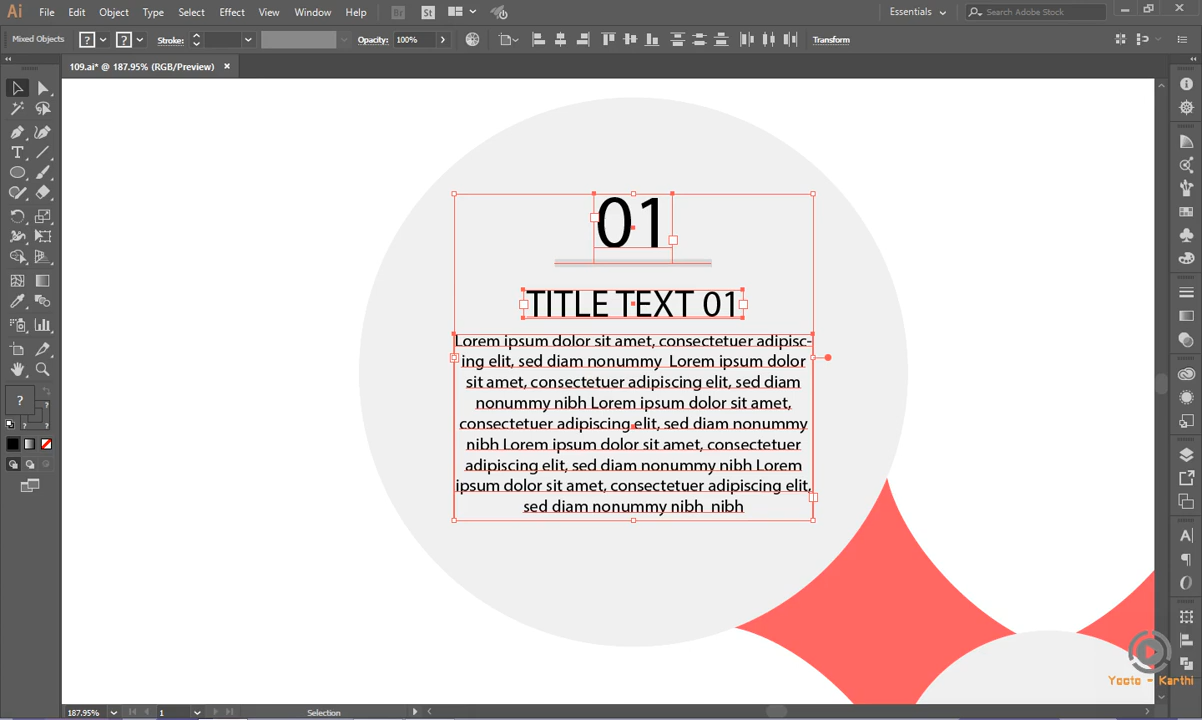 Ai File Edit Object Type Select Effect View Window Help Br St Essentials Search Adobe Stock
Mixed Objects ? ? Stroke: Opacity: 100% Transform
109.ai* @ 187.95% (RGB/Preview) ×
01
TITLE TEXT 01
Lorem ipsum dolor sit amet, consectetuer adipisc-
ing elit, sed diam nonummy Lorem ipsum dolor
sit amet, consectetuer adipiscing elit, sed diam
nonummy nibh Lorem ipsum dolor sit amet,
consectetuer adipiscing elit, sed diam nonummy
nibh Lorem ipsum dolor sit amet, consectetuer
adipiscing elit, sed diam nonummy nibh Lorem
ipsum dolor sit amet, consectetuer adipiscing elit,
sed diam nonummy nibh nibh
Yoote - Karthi
187.95% 1 Selection